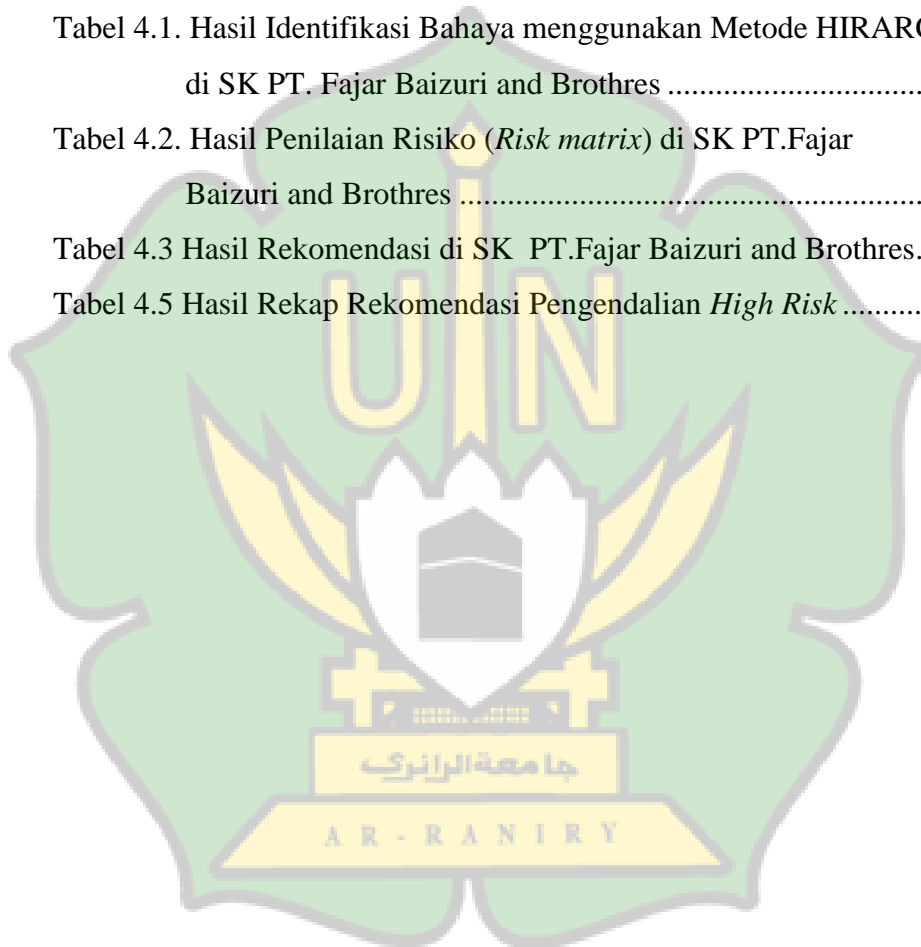 Tabel 4.1. Hasil Identifikasi Bahaya menggunakan Metode HIRARC
di SK PT. Fajar Baizuri and Brothres ...............................
Tabel 4.2. Hasil Penilaian Risiko (Risk matrix) di SK PT.Fajar
Baizuri and Brothres .........................................................
Tabel 4.3 Hasil Rekomendasi di SK PT.Fajar Baizuri and Brothres.
Tabel 4.5 Hasil Rekap Rekomendasi Pengendalian High Risk ..........
UIN
جامعة الرانري
AR-RANIRY